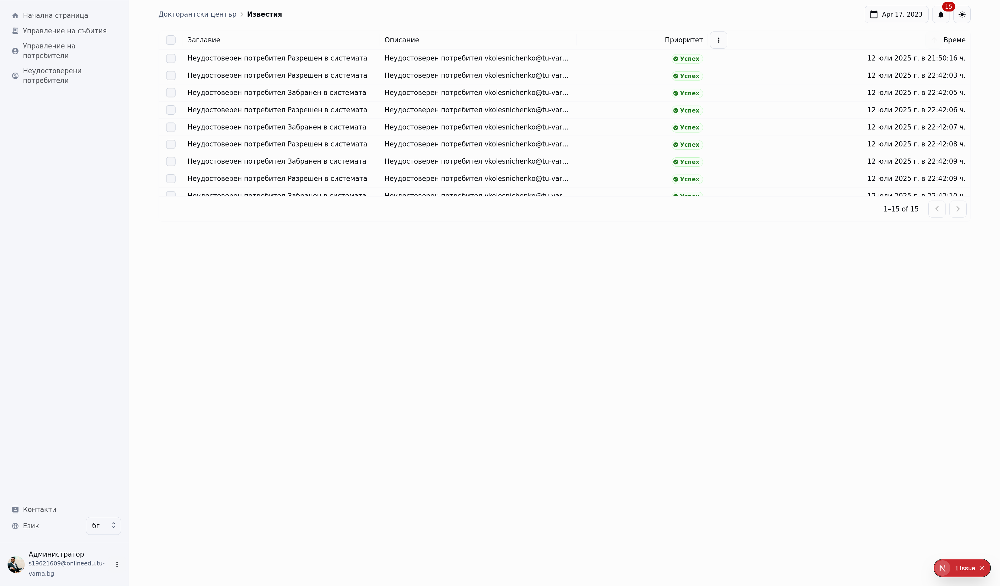 Начална страница
Управление на събития
Управление на
потребители
Неудостоверени
потребители
Контакти
Език
бг
Администратор
s19621609@onlineedu.tu-
varna.bg
Докторантски център
Известия
Apr 17, 2023
15
Заглавие Описание Приоритет Време
Неудостоверен потребител Разрешен в системата Неудостоверен потребител vkolesnichenko@tu-var... Успех 12 юли 2025 г. в 21:50:16 ч.
Неудостоверен потребител Разрешен в системата Неудостоверен потребител vkolesnichenko@tu-var... Успех 12 юли 2025 г. в 22:42:03 ч.
Неудостоверен потребител Забранен в системата Неудостоверен потребител vkolesnichenko@tu-var... Успех 12 юли 2025 г. в 22:42:05 ч.
Неудостоверен потребител Разрешен в системата Неудостоверен потребител vkolesnichenko@tu-var... Успех 12 юли 2025 г. в 22:42:06 ч.
Неудостоверен потребител Забранен в системата Неудостоверен потребител vkolesnichenko@tu-var... Успех 12 юли 2025 г. в 22:42:07 ч.
Неудостоверен потребител Разрешен в системата Неудостоверен потребител vkolesnichenko@tu-var... Успех 12 юли 2025 г. в 22:42:08 ч.
Неудостоверен потребител Забранен в системата Неудостоверен потребител vkolesnichenko@tu-var... Успех 12 юли 2025 г. в 22:42:09 ч.
Неудостоверен потребител Разрешен в системата Неудостоверен потребител vkolesnichenko@tu-var... Успех 12 юли 2025 г. в 22:42:09 ч.
Неудостоверен потребител Забранен в системата Неудостоверен потребител vkolesnichenko@tu-var Успех 12 юли 2025 г. в 22:42:10 ч.
1–15 of 15
N 1 Issue